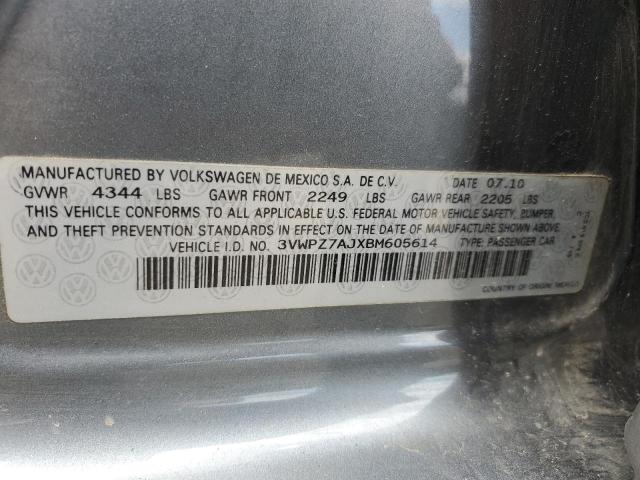 MANUFACTURED BY VOLKSWAGEN DE MEXICO S.A. DE C.V. DATE 07.10
GVWR 4344 LBS GAWR FRONT 2249 LBS GAWR REAR 2205 LBS
THIS VEHICLE CONFORMS TO ALL APPLICABLE U.S. FEDERAL MOTOR VEHICLE SAFETY, BUMPER,
AND THEFT PREVENTION STANDARDS IN EFFECT ON THE DATE OF MANUFACTURE SHOWN ABOVE.
VEHICLE I.D. NO. 3VWPZ7AJXBM605614 TYPE: PASSENGER CAR
COUNTRY OF ORIGIN: MEXICO